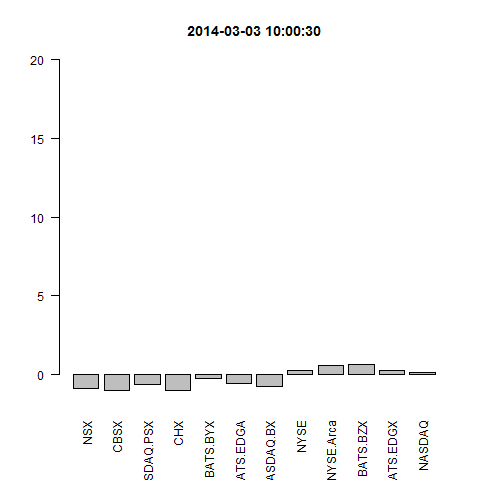 2014-03-03 10:00:30
20
15
10
5
0
NSX
CBSX
SDAQ.PSX
CHX
BATS.BYX
ATS.EDGA
ASDAQ.BX
NYSE
NYSE.Arca
BATS.BZX
ATS.EDGX
NASDAQ